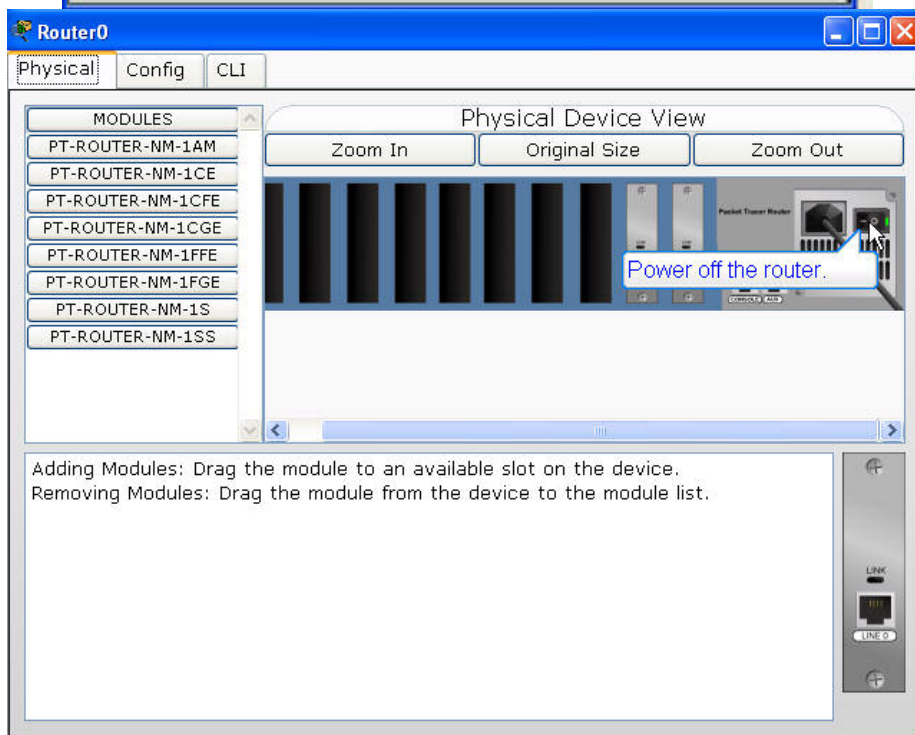 Router0
Physical Config CLI
MODULES
PT-ROUTER-NM-1AM
PT-ROUTER-NM-1CE
PT-ROUTER-NM-1CFE
PT-ROUTER-NM-1CGE
PT-ROUTER-NM-1FFE
PT-ROUTER-NM-1FGE
PT-ROUTER-NM-1S
PT-ROUTER-NM-1SS
Physical Device View
Zoom In Original Size Zoom Out
Packet Tracer Router
Power off the router.
CONSOLE AUX
Adding Modules: Drag the module to an available slot on the device.
Removing Modules: Drag the module from the device to the module list.
LINK
LINE 0